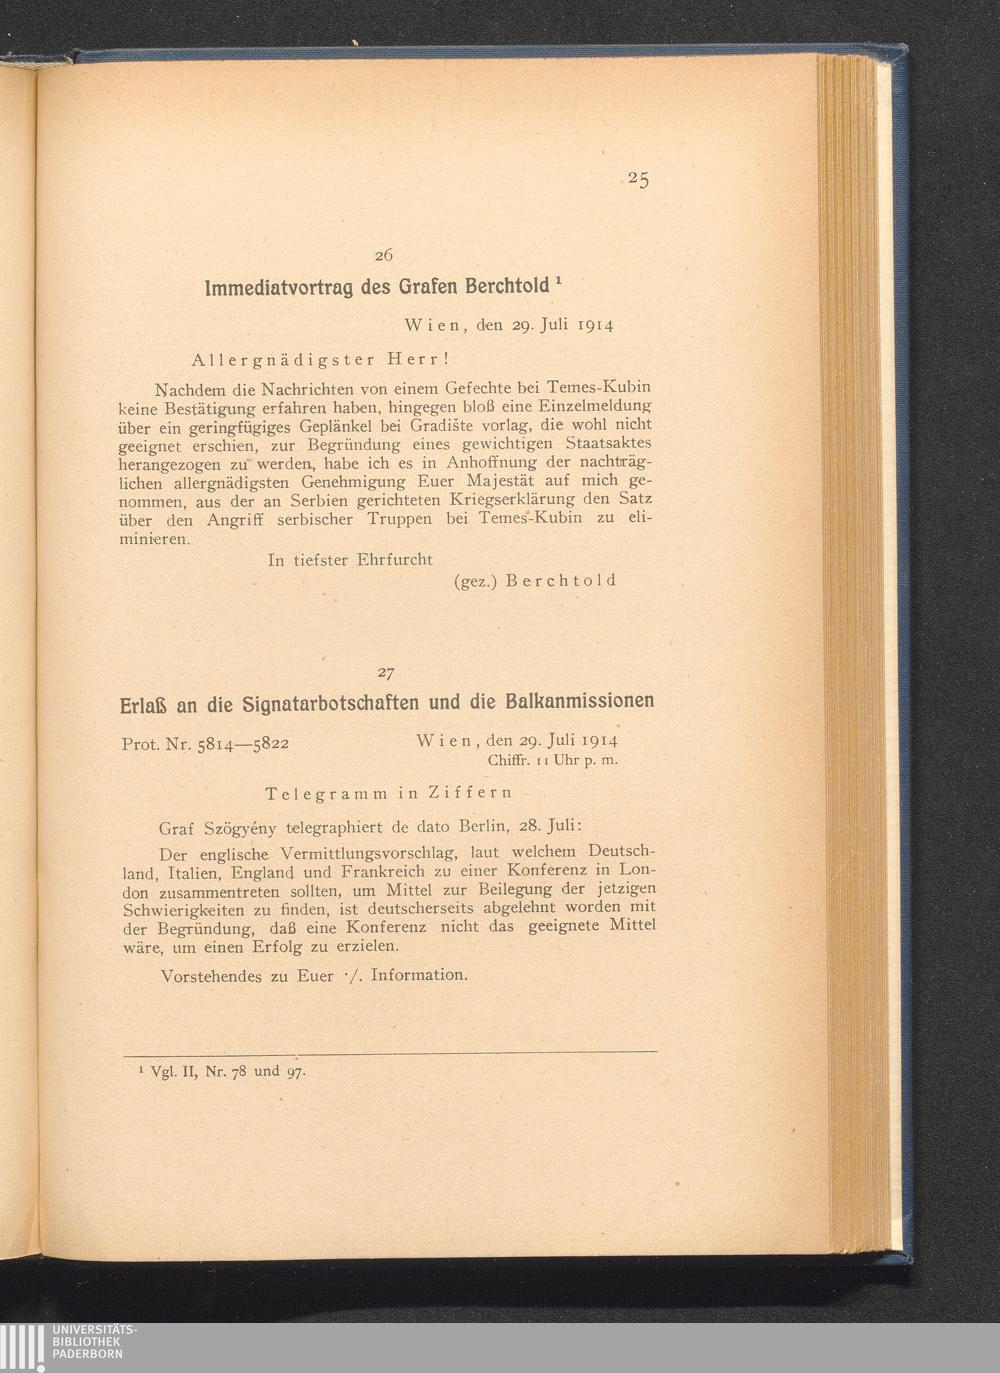 25
26
Immediatvortrag des Grafen Berchtold ¹
Wien, den 29. Juli 1914
Allergnädigster Herr!
Nachdem die Nachrichten von einem Gefechte bei Temes-Kubin
keine Bestätigung erfahren haben, hingegen bloß eine Einzelmeldung
über ein geringfügiges Geplänkel bei Gradište vorlag, die wohl nicht
geeignet erschien, zur Begründung eines gewichtigen Staatsaktes
herangezogen zu werden, habe ich es in Anhoffnung der nachträg-
lichen allergnädigsten Genehmigung Euer Majestät auf mich ge-
nommen, aus der an Serbien gerichteten Kriegserklärung den Satz
über den Angriff serbischer Truppen bei Temes-Kubin zu eli-
minieren.
In tiefster Ehrfurcht
(gez.) Berchtold
27
Erlaß an die Signatarbotschaften und die Balkanmissionen
Prot. Nr. 5814—5822
Wien, den 29. Juli 1914
Chiffr. 11 Uhr p. m.
Telegramm in Ziffern
Graf Szögyény telegraphiert de dato Berlin, 28. Juli:
Der englische Vermittlungsvorschlag, laut welchem Deutsch-
land, Italien, England und Frankreich zu einer Konferenz in Lon-
don zusammentreten sollten, um Mittel zur Beilegung der jetzigen
Schwierigkeiten zu finden, ist deutscherseits abgelehnt worden mit
der Begründung, daß eine Konferenz nicht das geeignete Mittel
wäre, um einen Erfolg zu erzielen.
Vorstehendes zu Euer ·/. Information.
¹ Vgl. II, Nr. 78 und 97.
UNIVERSITÄTS-
BIBLIOTHEK
PADERBORN